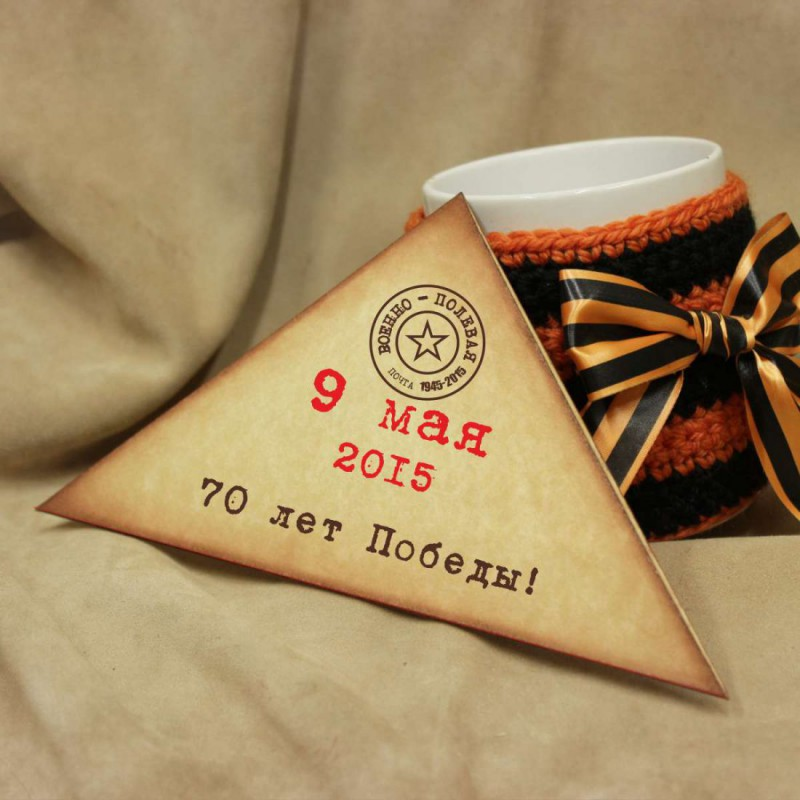 ВОЕННО - ПОЛЕВАЯ
ПОЧТА 1945-2015
9 мая
2015
70 лет Победы!